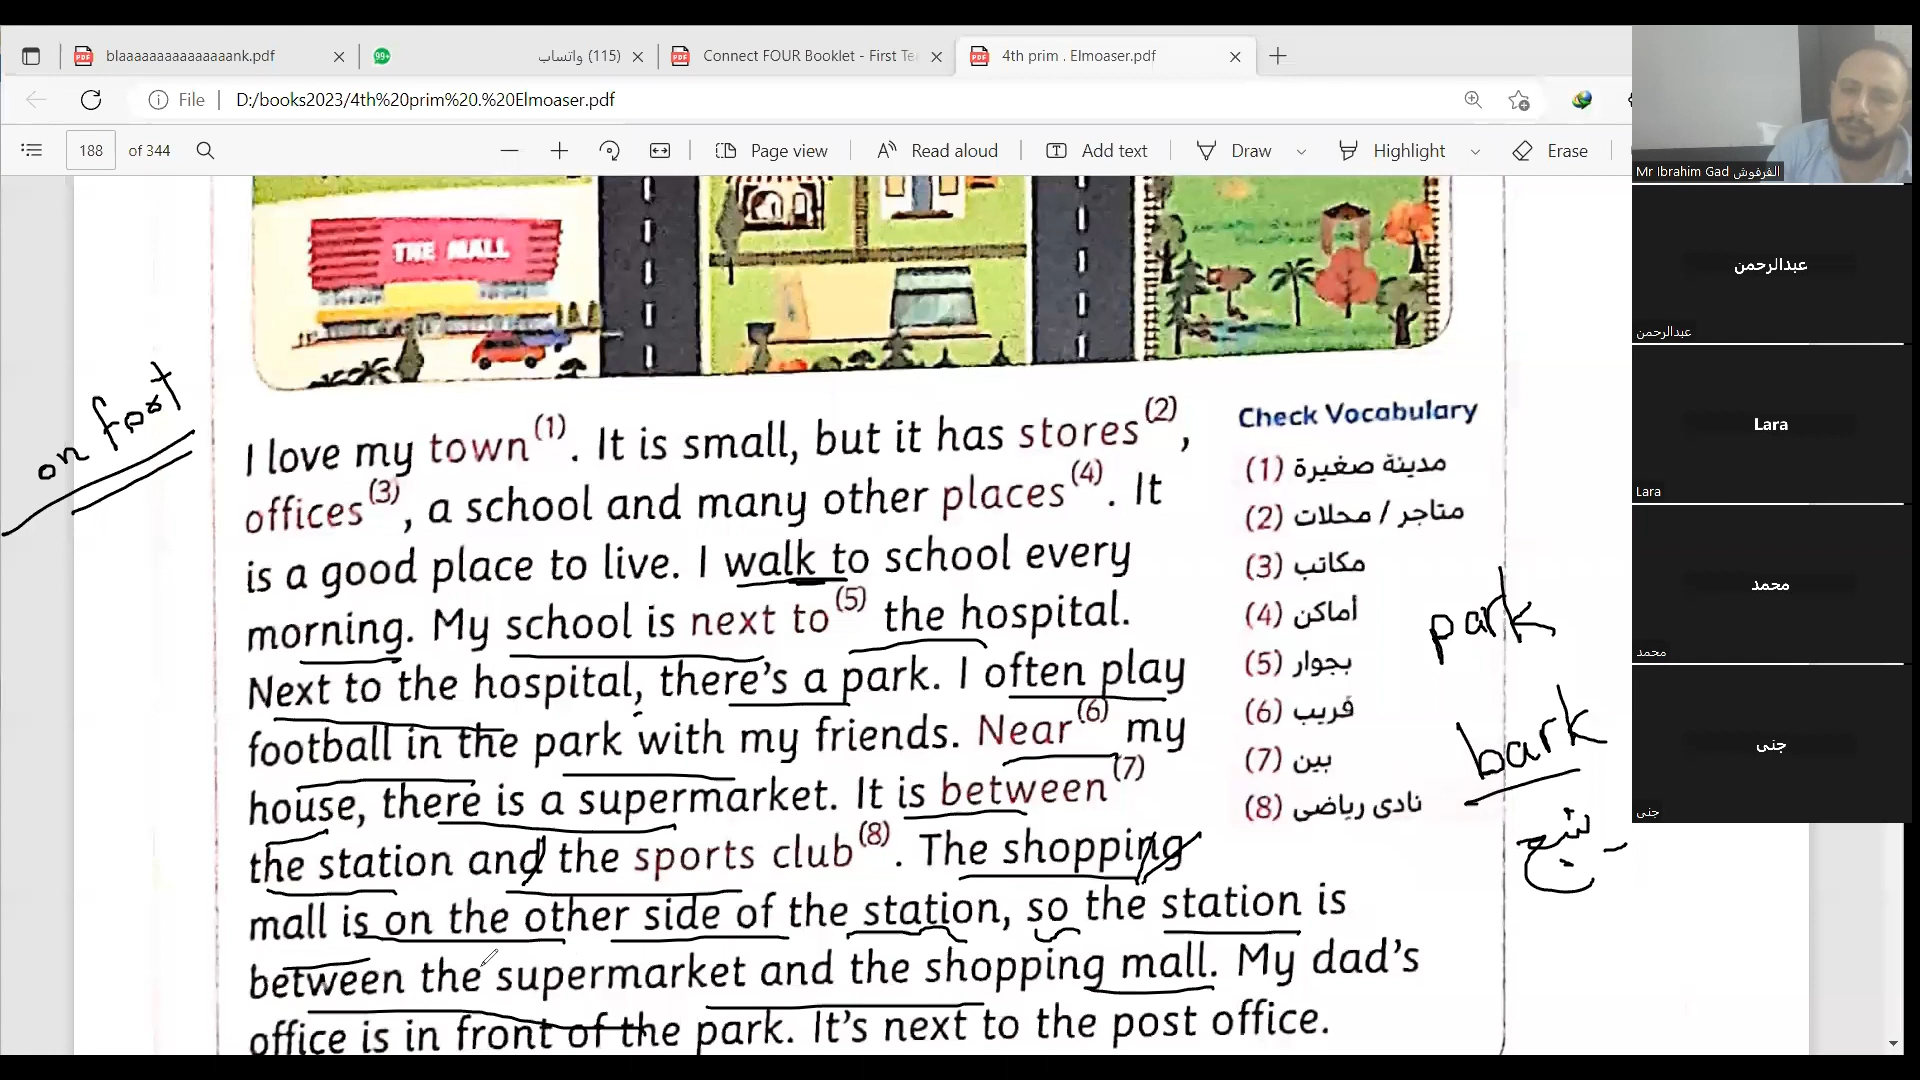 blaaaaaaaaaaaaaaank.pdf
99+
(115) واتساب
Connect FOUR Booklet - First Te
4th prim . Elmoaser.pdf
File
D:/books2023/4th%20prim%20.%20Elmoaser.pdf
188 of 344
Page view
Read aloud
Add text
Draw
Highlight
Erase
THE MALL
on foot
I love my town(1). It is small, but it has stores(2),
offices(3), a school and many other places(4). It
is a good place to live. I walk to school every
morning. My school is next to(5) the hospital.
Next to the hospital, there's a park. I often play
football in the park with my friends. Near(6) my
house, there is a supermarket. It is between(7)
the station and the sports club(8). The shopping
mall is on the other side of the station, so the station is
between the supermarket and the shopping mall. My dad's
office is in front of the park. It's next to the post office.
Check Vocabulary
(1) مدينة صغيرة
(2) متاجر / محلات
(3) مكاتب
(4) أماكن
(5) بجوار
(6) قريب
(7) بين
(8) نادى رياضى
park
bark
Mr Ibrahim Gad الفرفوش
عبدالرحمن
عبدالرحمن
Lara
Lara
محمد
محمد
جنى
جنى